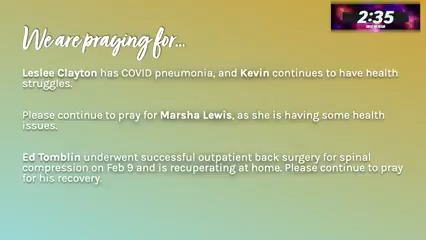 We are praying for...
2:35
Leslee Clayton has COVID pneumonia, and Kevin continues to have health
struggles.
Please continue to pray for Marsha Lewis, as she is having some health
issues.
Ed Tomblin underwent successful outpatient back surgery for spinal
compression on Feb 9 and is recuperating at home. Please continue to pray
for his recovery.